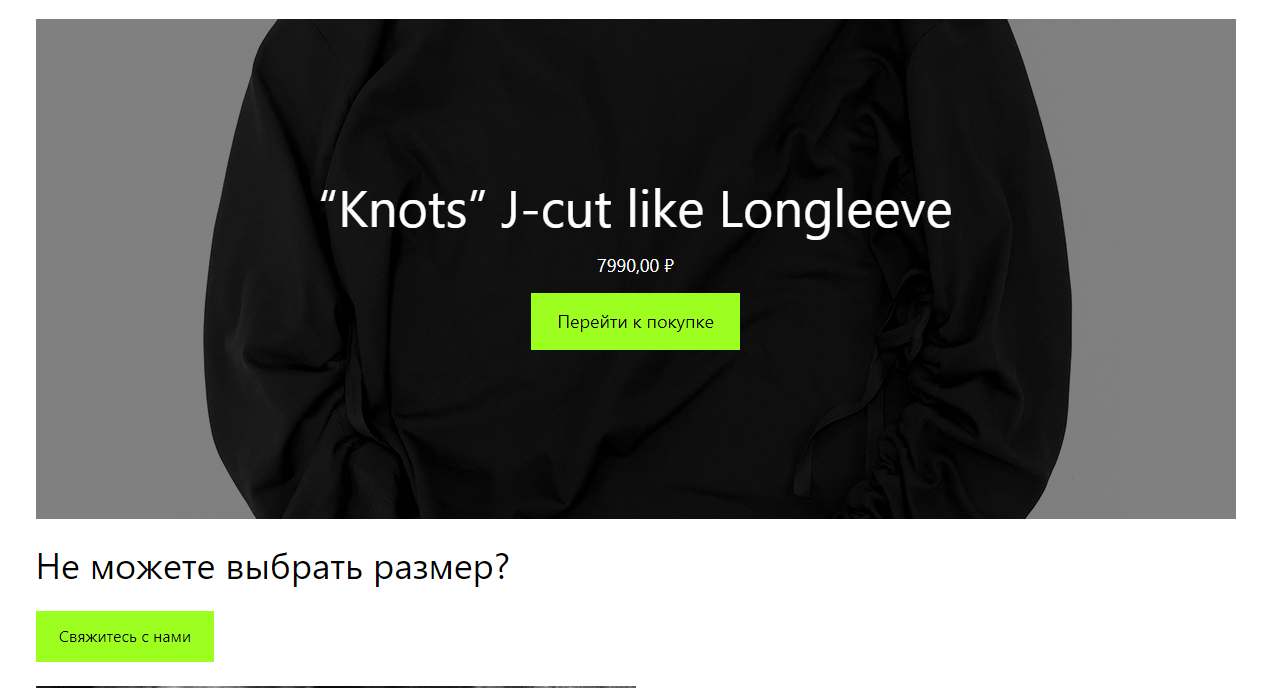 “Knots” J-cut like Longleeve
7990,00 ₽
Перейти к покупке
Не можете выбрать размер?
Свяжитесь с нами